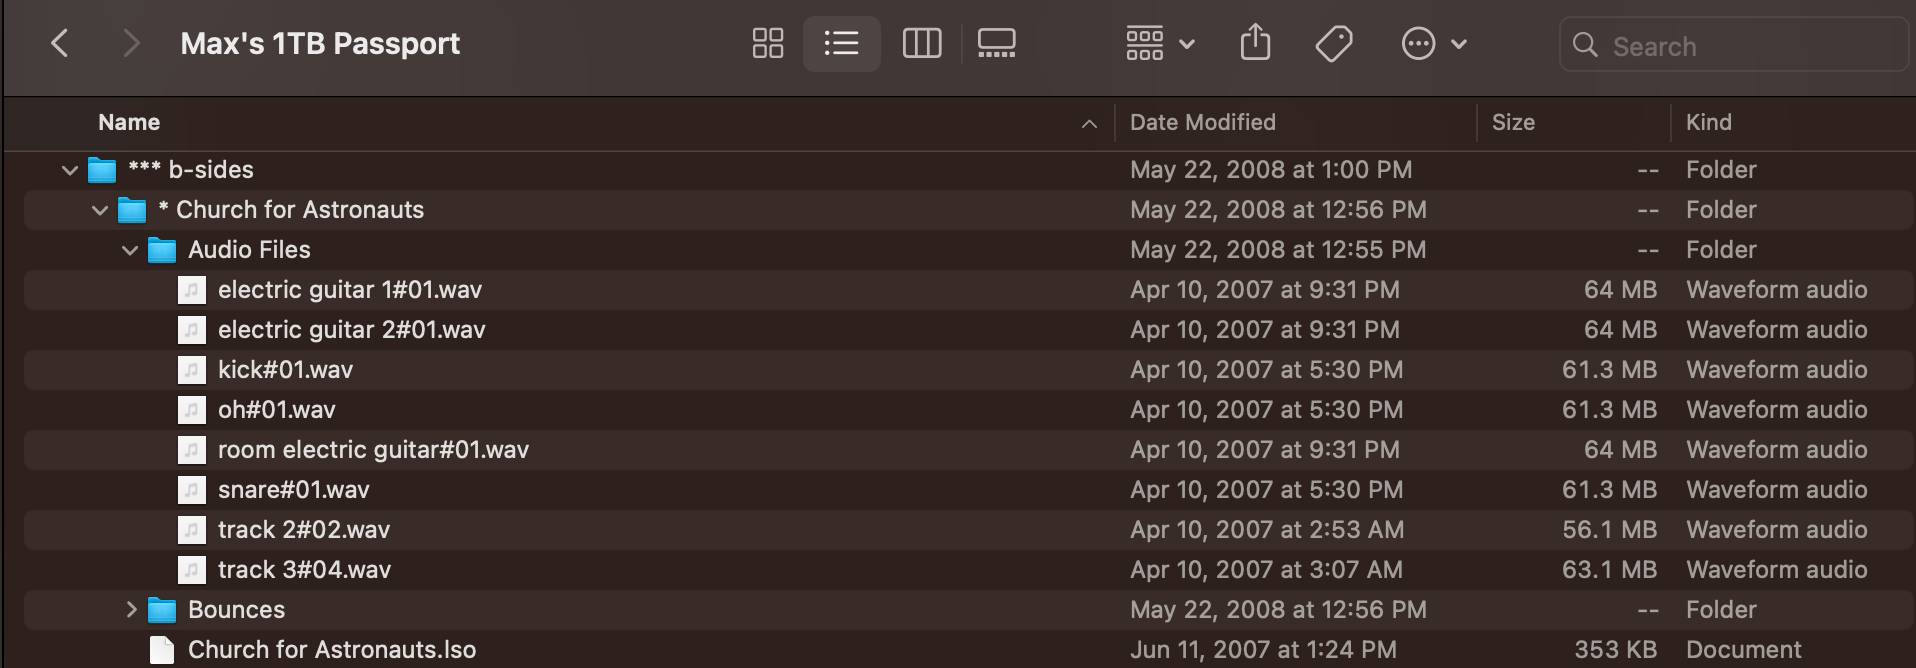 Max's 1TB Passport Search
Name Date Modified Size Kind
*** b-sides May 22, 2008 at 1:00 PM -- Folder
* Church for Astronauts May 22, 2008 at 12:56 PM -- Folder
Audio Files May 22, 2008 at 12:55 PM -- Folder
electric guitar 1#01.wav Apr 10, 2007 at 9:31 PM 64 MB Waveform audio
electric guitar 2#01.wav Apr 10, 2007 at 9:31 PM 64 MB Waveform audio
kick#01.wav Apr 10, 2007 at 5:30 PM 61.3 MB Waveform audio
oh#01.wav Apr 10, 2007 at 5:30 PM 61.3 MB Waveform audio
room electric guitar#01.wav Apr 10, 2007 at 9:31 PM 64 MB Waveform audio
snare#01.wav Apr 10, 2007 at 5:30 PM 61.3 MB Waveform audio
track 2#02.wav Apr 10, 2007 at 2:53 AM 56.1 MB Waveform audio
track 3#04.wav Apr 10, 2007 at 3:07 AM 63.1 MB Waveform audio
Bounces May 22, 2008 at 12:56 PM -- Folder
Church for Astronauts.lso Jun 11, 2007 at 1:24 PM 353 KB Document